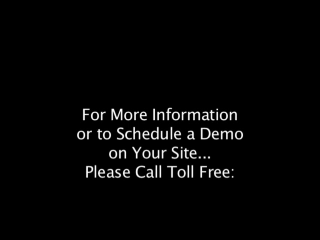 For More Information
or to Schedule a Demo
on Your Site...
Please Call Toll Free: